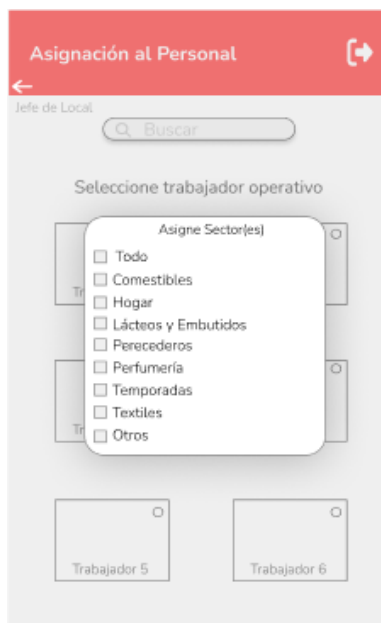 Asignación al Personal
Jefe de Local
Buscar
Seleccione trabajador operativo
Asigne Sector(es)
Todo
Comestibles
Hogar
Lácteos y Embutidos
Perecederos
Perfumería
Temporadas
Textiles
Otros
Trabajador 5
Trabajador 6